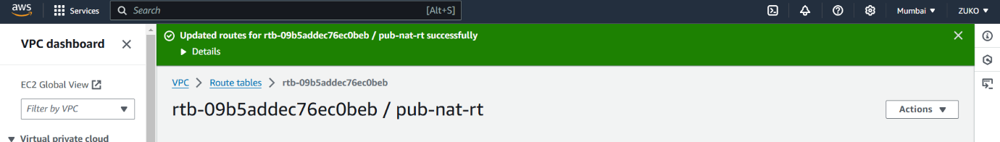 aws Services Search [Alt+S] Mumbai ▼ ZUKO ▼
VPC dashboard
Updated routes for rtb-09b5addec76ec0beb / pub-nat-rt successfully
Details
EC2 Global View
VPC > Route tables > rtb-09b5addec76ec0beb
Filter by VPC
rtb-09b5addec76ec0beb / pub-nat-rt
Actions ▼
Virtual private cloud